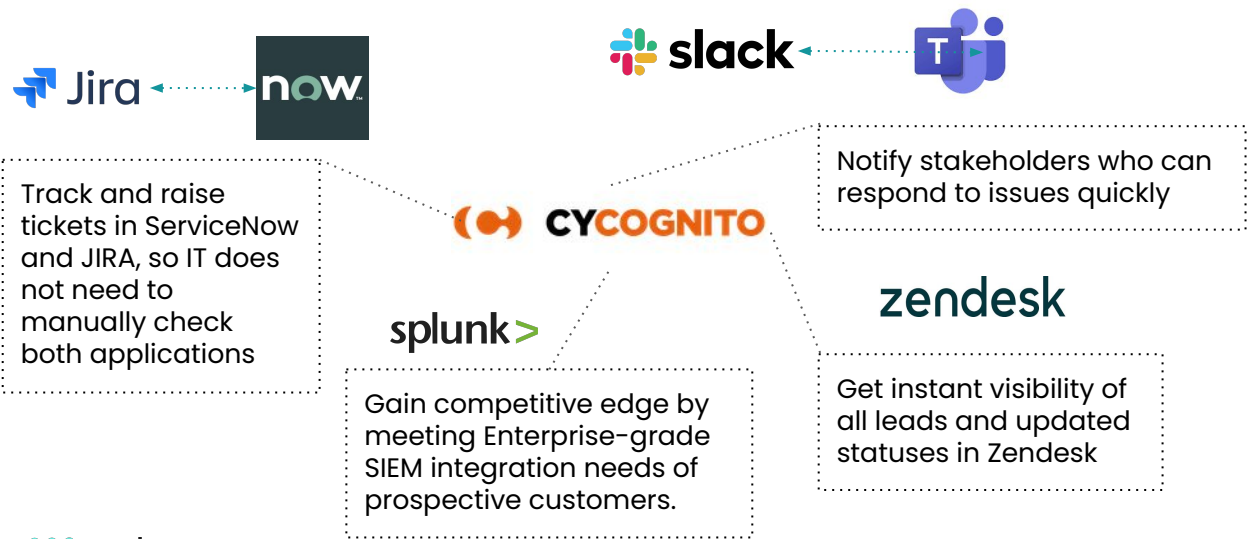 Jira
now
slack
T
Track and raise
tickets in ServiceNow
and JIRA, so IT does
not need to
manually check
both applications
CYCOGNITO
Notify stakeholders who can
respond to issues quickly
splunk>
Gain competitive edge by
meeting Enterprise-grade
SIEM integration needs of
prospective customers.
zendesk
Get instant visibility of
all leads and updated
statuses in Zendesk